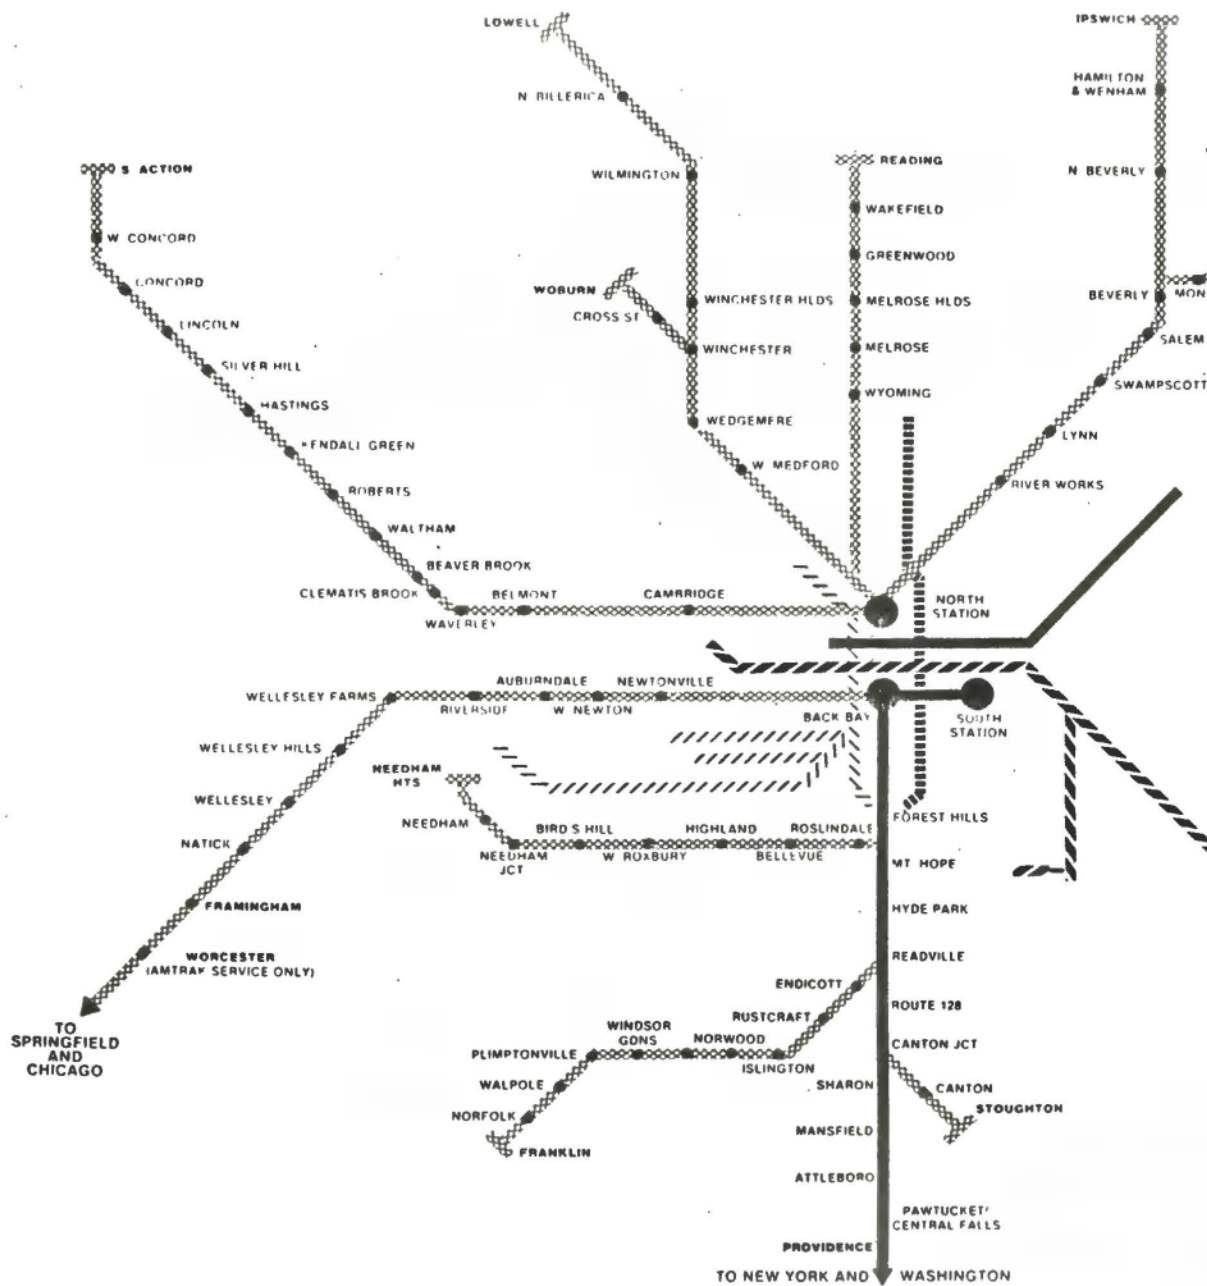 LOWELL
IPSWICH
HAMILTON
& WENHAM
N BILLERICA
S ACTION
WILMINGTON
READING
N BEVERLY
WAKEFIELD
W CONCORD
GREENWOOD
CONCORD
WOBURN
CROSS ST
WINCHESTER HLDS
MELROSE HLDS
BEVERLY
MON
LINCOLN
WINCHESTER
MELROSE
SALEM
SILVER HILL
SWAMPSCOTT
HASTINGS
WYOMING
WEDGEMERE
LYNN
KENDALL GREEN
W MEDFORD
RIVER WORKS
ROBERTS
WALTHAM
BEAVER BROOK
CLEMATIS BROOK
BELMONT
CAMBRIDGE
NORTH
STATION
WAVERLEY
AUBURNDALE
NEWTONVILLE
WELLESLEY FARMS
RIVERSIDE
W NEWTON
BACK BAY
SOUTH
STATION
WELLESLEY HILLS
NEEDHAM
HTS
WELLESLEY
NEEDHAM
BIRD S HILL
HIGHLAND
ROSLINDALE
FOREST HILLS
NATICK
NEEDHAM
JCT
W ROXBURY
BELLEVUE
MT HOPE
FRAMINGHAM
HYDE PARK
WORCESTER
(AMTRAK SERVICE ONLY)
READVILLE
ENDICOTT
ROUTE 128
RUSTCRAFT
TO
SPRINGFIELD
AND
CHICAGO
WINDSOR
GDNS
NORWOOD
CANTON JCT
PLIMPTONVILLE
ISLINGTON
WALPOLE
SHARON
CANTON
STOUGHTON
NORFOLK
MANSFIELD
FRANKLIN
ATTLEBORO
PAWTUCKET/
CENTRAL FALLS
PROVIDENCE
TO NEW YORK AND WASHINGTON